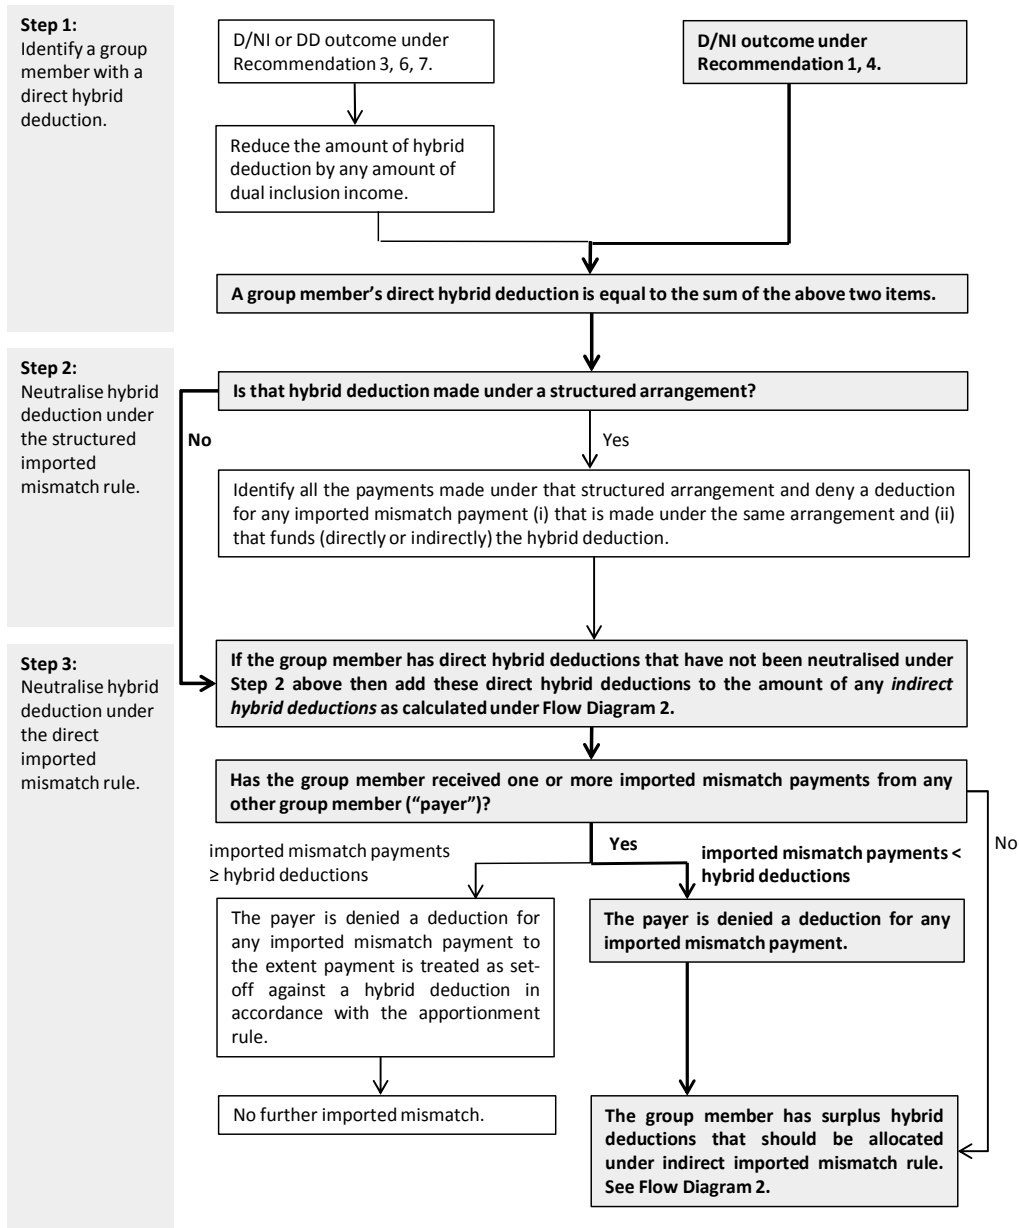 Step 1:
Identify a group
member with a
direct hybrid
deduction.
D/NI or DD outcome under
Recommendation 3, 6, 7.
D/NI outcome under
Recommendation 1, 4.
Reduce the amount of hybrid
deduction by any amount of
dual inclusion income.
A group member’s direct hybrid deduction is equal to the sum of the above two items.
Step 2:
Neutralise hybrid
deduction under
the structured
imported
mismatch rule.
Is that hybrid deduction made under a structured arrangement?
No
Yes
Identify all the payments made under that structured arrangement and deny a deduction
for any imported mismatch payment (i) that is made under the same arrangement and (ii)
that funds (directly or indirectly) the hybrid deduction.
Step 3:
Neutralise hybrid
deduction under
the direct
imported
mismatch rule.
If the group member has direct hybrid deductions that have not been neutralised under
Step 2 above then add these direct hybrid deductions to the amount of any indirect
hybrid deductions as calculated under Flow Diagram 2.
Has the group member received one or more imported mismatch payments from any
other group member (“payer”)?
Yes
No
imported mismatch payments
≥ hybrid deductions
imported mismatch payments <
hybrid deductions
The payer is denied a deduction for
any imported mismatch payment to
the extent payment is treated as set-
off against a hybrid deduction in
accordance with the apportionment
rule.
The payer is denied a deduction for any
imported mismatch payment.
No further imported mismatch.
The group member has surplus hybrid
deductions that should be allocated
under indirect imported mismatch rule.
See Flow Diagram 2.